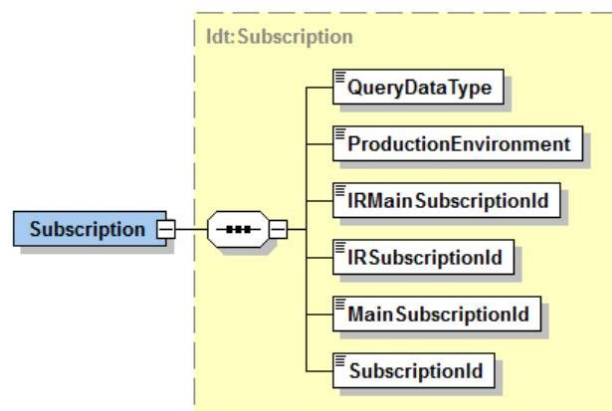 ldt:Subscription
QueryDataType
ProductionEnvironment
IRMainSubscriptionId
Subscription
IRSubscriptionId
MainSubscriptionId
SubscriptionId